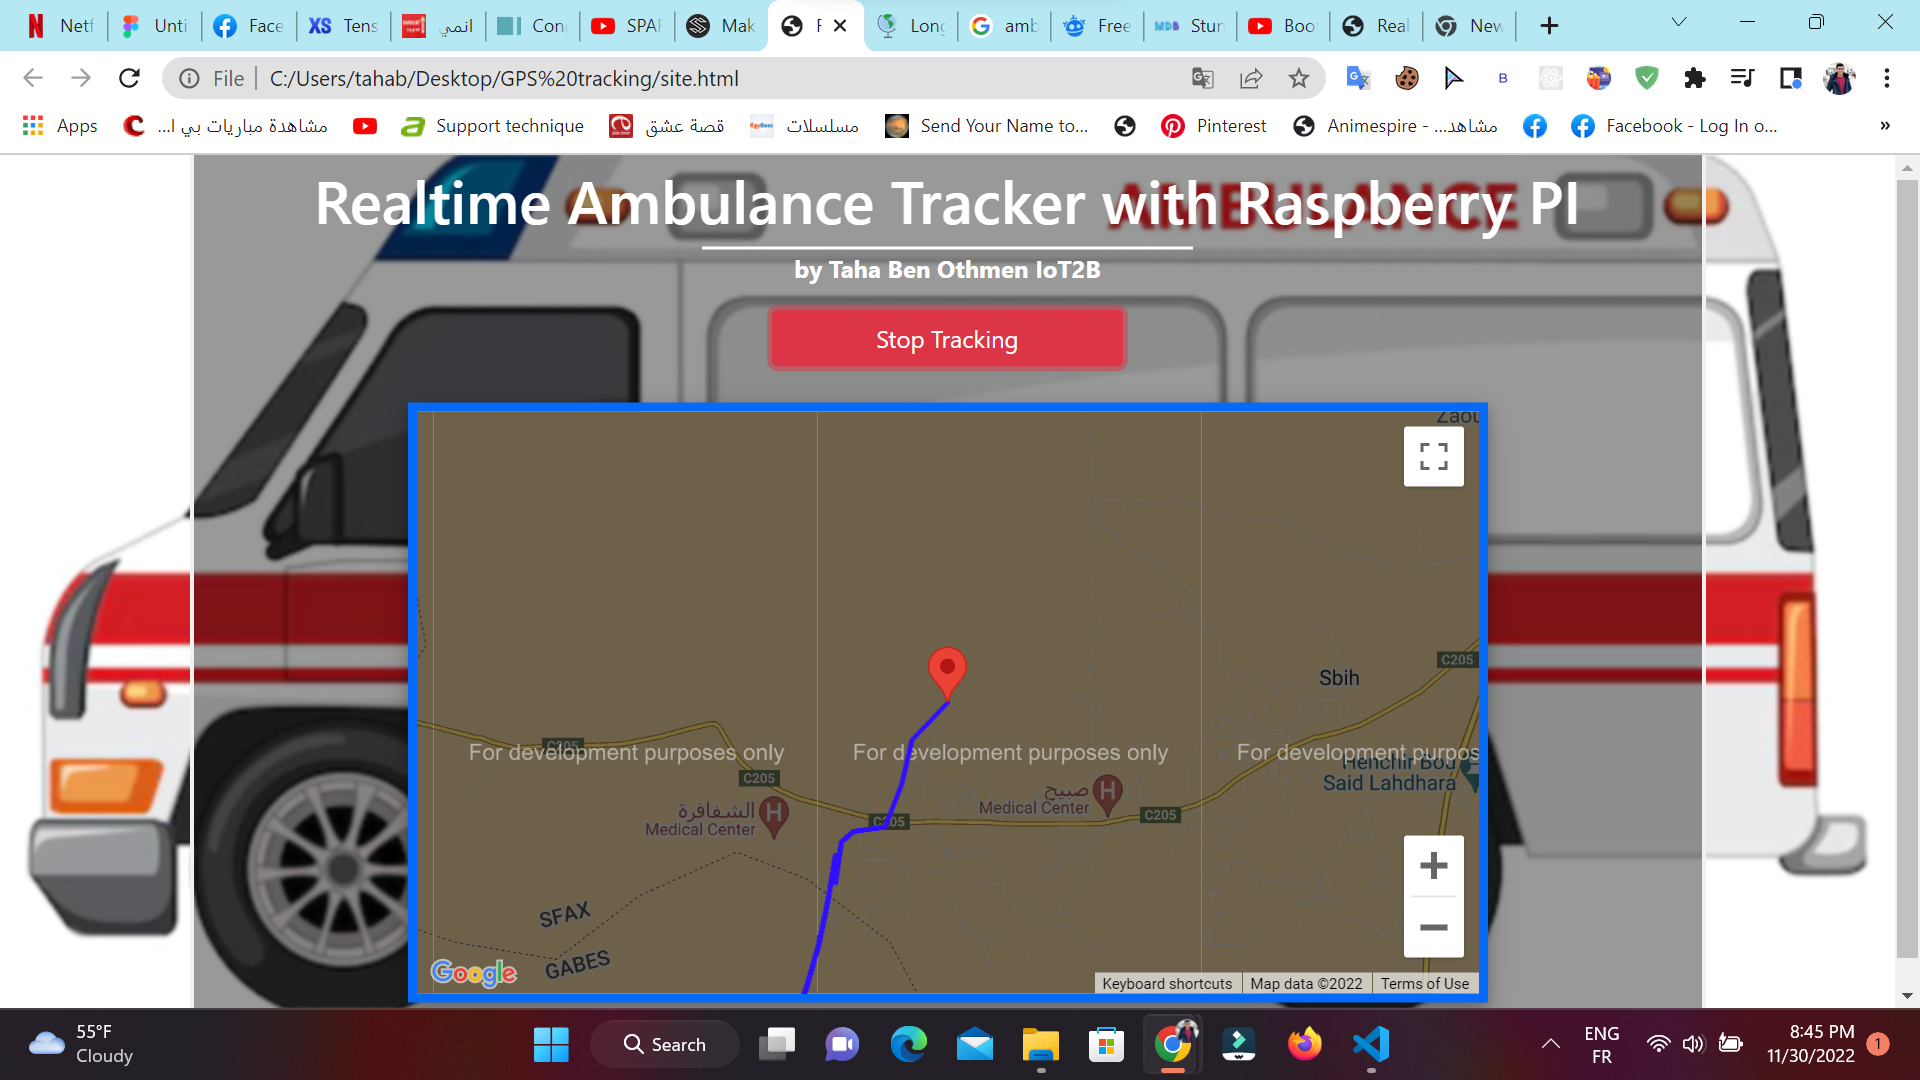 Netf
Unti
Face
XS Tens
انمي
Con
SPAR
Mak
F
Long
amb
Free
Stun
Boo
Real
New
File
C:/Users/tahab/Desktop/GPS%20tracking/site.html
Apps
مشاهدة مباريات بي ا...
Support technique
قصة عشق
مسلسلات
Send Your Name to...
Pinterest
Animespire - ...مشاهد
Facebook - Log In o...
»
AMBULANCE
Realtime Ambulance Tracker with Raspberry PI
by Taha Ben Othmen IoT2B
Stop Tracking
Zaou
Sbih
C205
C205
For development purposes only
For development purposes only
For development purpos
Henchir Bou
Said Lahdhara
C205
صبيح
Medical Center
الشفافرة
Medical Center
C205
C205
SFAX
GABES
Google
Keyboard shortcuts
Map data ©2022
Terms of Use
55°F
Cloudy
Search
ENG
FR
8:45 PM
11/30/2022
1